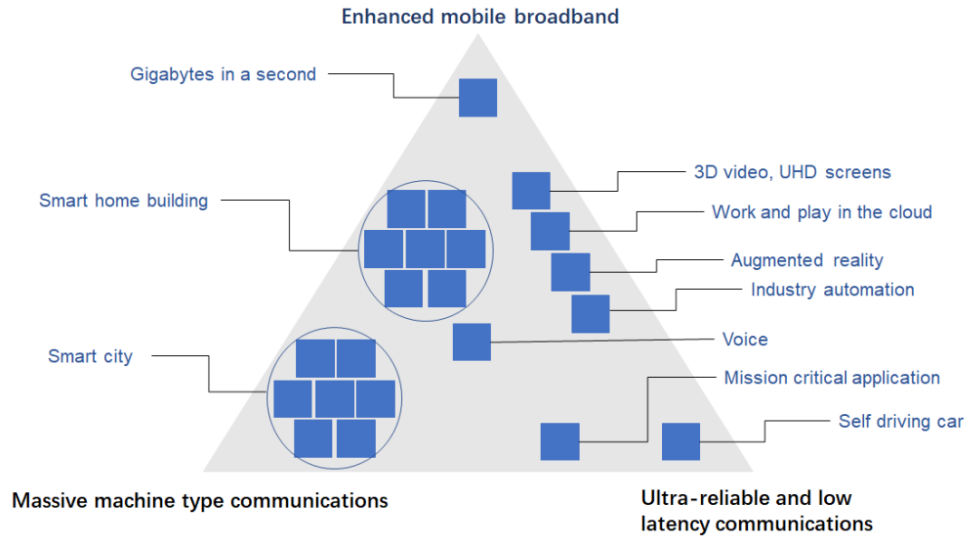 Enhanced mobile broadband
Gigabytes in a second
3D video, UHD screens
Smart home building
Work and play in the cloud
Augmented reality
Industry automation
Voice
Smart city
Mission critical application
Self driving car
Massive machine type communications
Ultra-reliable and low
latency communications